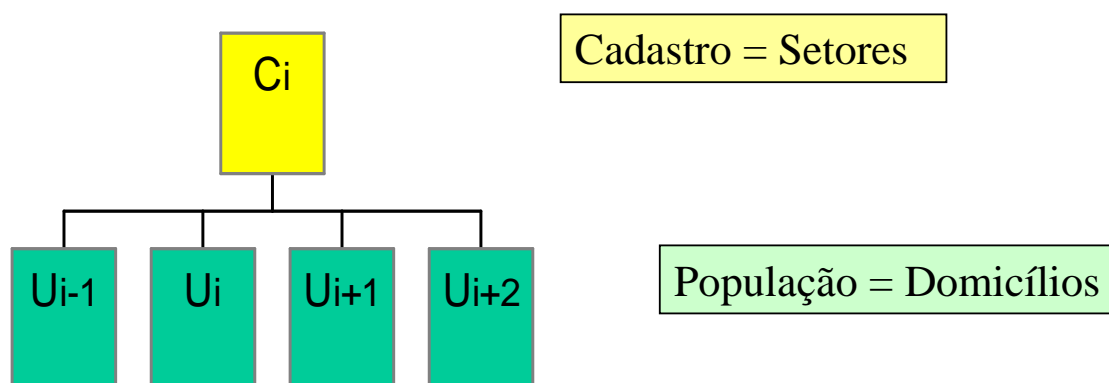 Ci
Cadastro = Setores
Ui-1
Ui
Ui+1
Ui+2
População = Domicílios